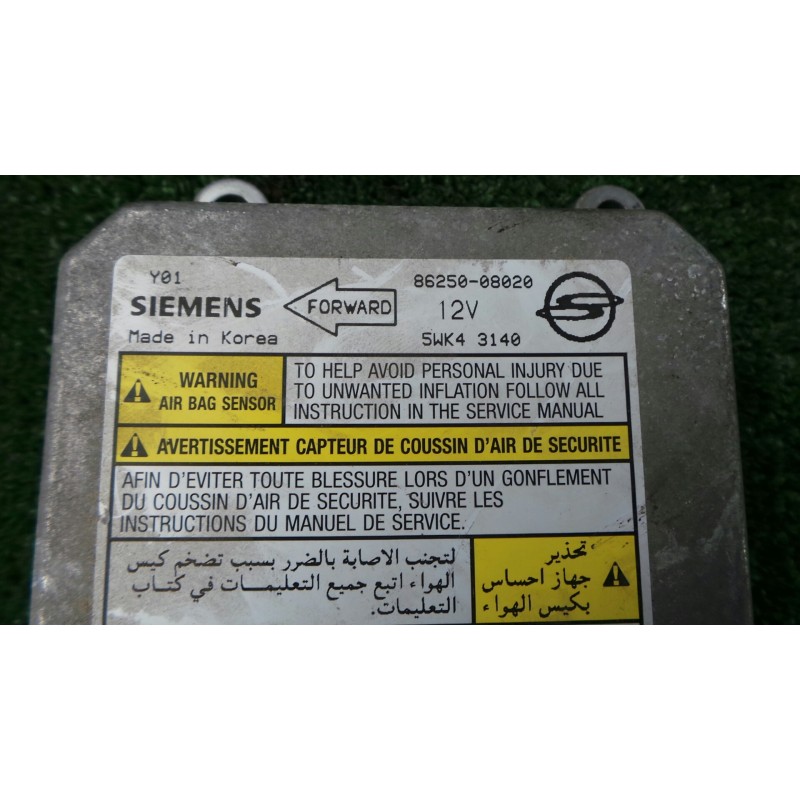 Y01
86250-08020
SIEMENS
FORWARD
12V
Made in Korea
5WK4 3140
WARNING
AIR BAG SENSOR
TO HELP AVOID PERSONAL INJURY DUE
TO UNWANTED INFLATION FOLLOW ALL
INSTRUCTION IN THE SERVICE MANUAL
AVERTISSEMENT CAPTEUR DE COUSSIN D'AIR DE SECURITE
AFIN D'EVITER TOUTE BLESSURE LORS D'UN GONFLEMENT
DU COUSSIN D'AIR DE SECURITE, SUIVRE LES
INSTRUCTIONS DU MANUEL DE SERVICE.
تحذير
جهاز احساس
بكيس الهواء
لتجنب الاصابة بالضرر بسبب تضخم كيس
الهواء اتبع جميع التعليمـــات في كتـاب
التعليمات.